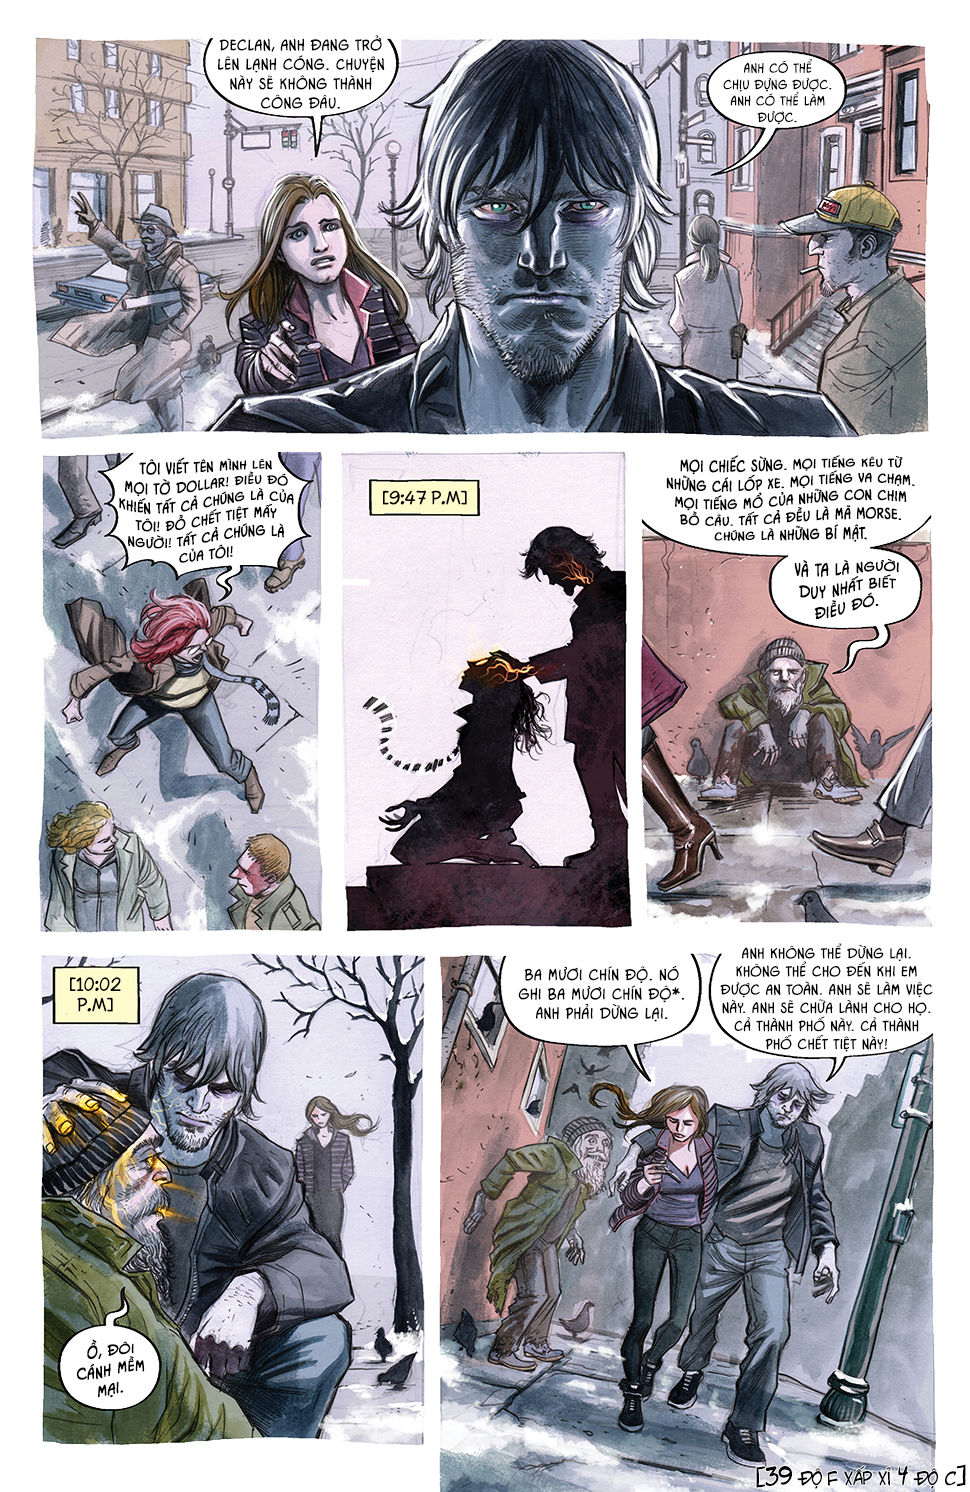 DECLAN, ANH ĐANG TRỞ
LÊN LẠNH CÓNG. CHUYỆN
NÀY SẼ KHÔNG THÀNH
CÔNG ĐÂU.
ANH CÓ THỂ
CHỊU ĐỰNG ĐƯỢC.
ANH CÓ THỂ LÀM
ĐƯỢC.
TÔI VIẾT TÊN MÌNH LÊN
MỌI TỜ DOLLAR! ĐIỀU ĐÓ
KHIẾN TẤT CẢ CHÚNG LÀ CỦA
TÔI! ĐỒ CHẾT TIỆT MẤY
NGƯỜI! TẤT CẢ CHÚNG LÀ
CỦA TÔI!
[9:47 P.M]
MỌI CHIẾC SỪNG. MỌI TIẾNG KÊU TỪ
NHỮNG CÁI LỐP XE. MỌI TIẾNG VA CHẠM.
MỌI TIẾNG MỔ CỦA NHỮNG CON CHIM
BỒ CÂU. TẤT CẢ ĐỀU LÀ MÃ MORSE.
CHÚNG LÀ NHỮNG BÍ MẬT.
VÀ TA LÀ NGƯỜI
DUY NHẤT BIẾT
ĐIỀU ĐÓ.
[10:02
P.M]
Ồ, ĐÔI
CÁNH MỀM
MẠI.
BA MƯƠI CHÍN ĐỘ. NÓ
GHI BA MƯƠI CHÍN ĐỘ*.
ANH PHẢI DỪNG LẠI.
ANH KHÔNG THỂ DỪNG LẠI.
KHÔNG THỂ CHO ĐẾN KHI EM
ĐƯỢC AN TOÀN. ANH SẼ LÀM VIỆC
NÀY. ANH SẼ CHỮA LÀNH CHO HỌ.
CẢ THÀNH PHỐ NÀY. CẢ THÀNH
PHỐ CHẾT TIỆT NÀY!
[39 ĐỘ F XẤP XỈ 4 ĐỘ C]